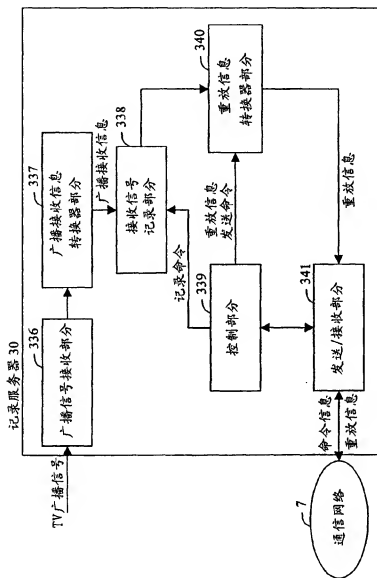 记录服务器30
TV广播信号
336
广播信号接收部分
337
广播接收信息
转换器部分
广播接收信息
338
接收信号
记录部分
记录命令
339
控制部分
重放信息
发送命令
340
重放信息
转换器部分
重放信息
341
发送/接收部分
命令信息
重放信息
7
通信网络